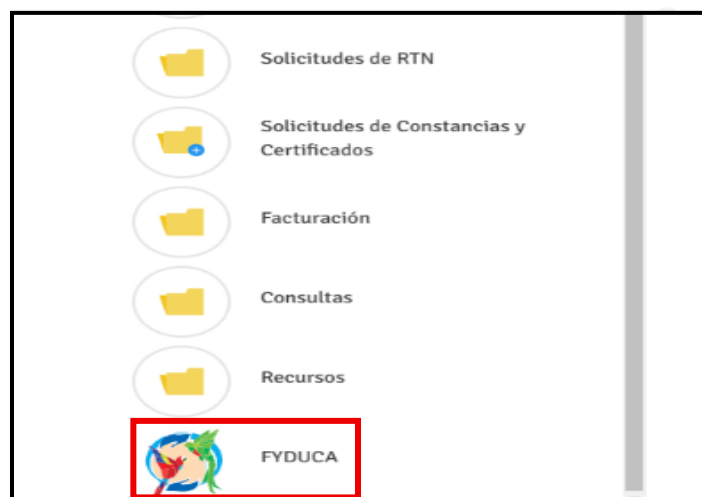 Solicitudes de RTN
Solicitudes de Constancias y
Certificados
Facturación
Consultas
Recursos
FYDUCA